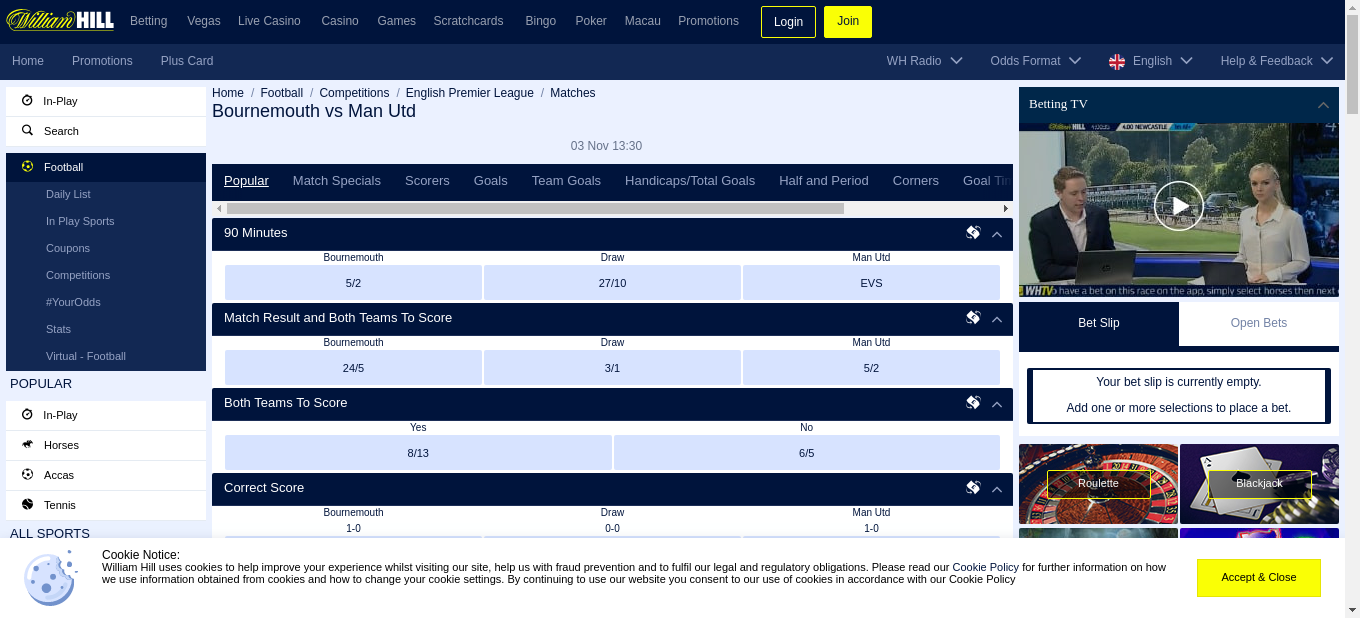 William HILL
Betting
Vegas
Live Casino
Casino
Games
Scratchcards
Bingo
Poker
Macau
Promotions
Login
Join
Home
Promotions
Plus Card
WH Radio
Odds Format
English
Help & Feedback
In-Play
Search
Football
Daily List
In Play Sports
Coupons
Competitions
#YourOdds
Stats
Virtual - Football
POPULAR
In-Play
Horses
Accas
Tennis
ALL SPORTS
Home / Football / Competitions / English Premier League / Matches
Bournemouth vs Man Utd
03 Nov 13:30
Popular
Match Specials
Scorers
Goals
Team Goals
Handicaps/Total Goals
Half and Period
Corners
Goal
90 Minutes
Bournemouth
Draw
Man Utd
5/2
27/10
EVS
Match Result and Both Teams To Score
Bournemouth
Draw
Man Utd
24/5
3/1
5/2
Both Teams To Score
Yes
No
8/13
6/5
Correct Score
Bournemouth
Draw
Man Utd
1-0
0-0
1-0
Betting TV
William HILL
4.00 NEWCASTLE
WHTV
have a bet on this race on the app, simply select horses then next
Bet Slip
Open Bets
Your bet slip is currently empty.
Add one or more selections to place a bet.
Roulette
Blackjack
Cookie Notice:
William Hill uses cookies to help improve your experience whilst visiting our site, help us with fraud prevention and to fulfil our legal and regulatory obligations. Please read our Cookie Policy for further information on how
we use information obtained from cookies and how to change your cookie settings. By continuing to use our website you consent to our use of cookies in accordance with our Cookie Policy
Accept & Close